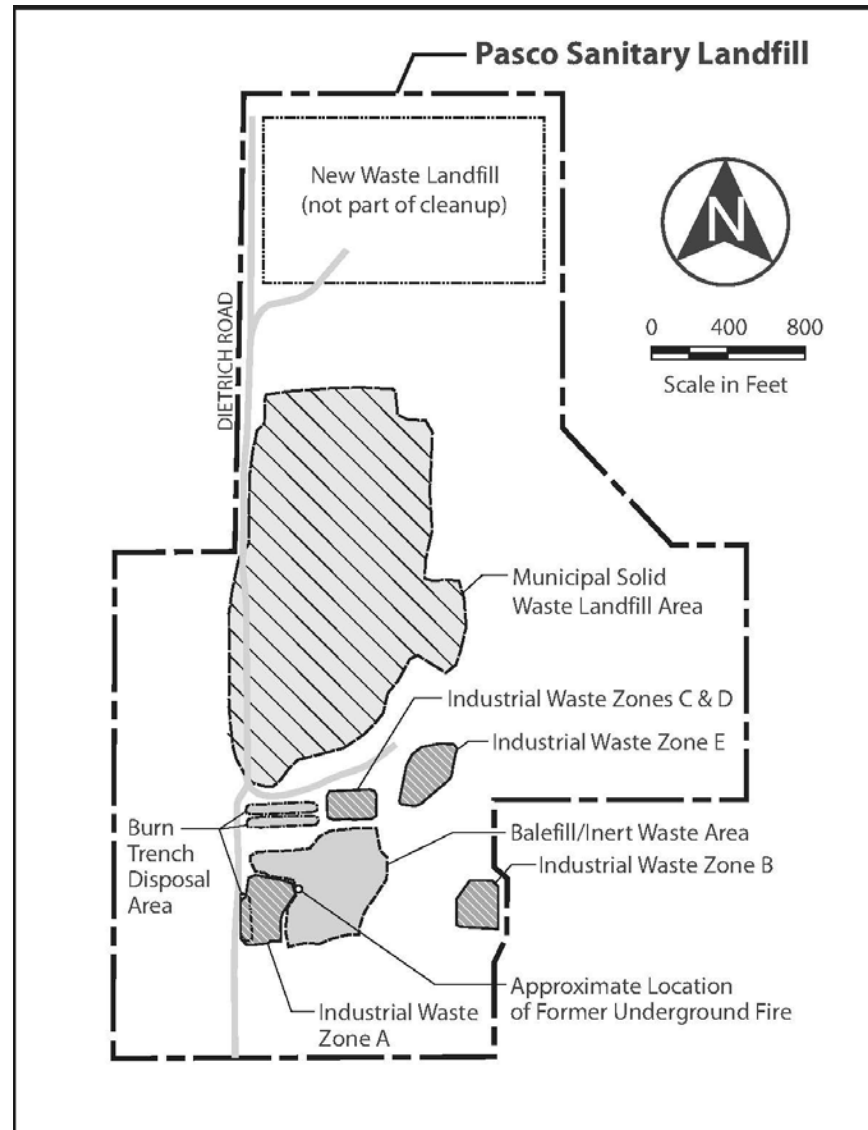 Pasco Sanitary Landfill
New Waste Landfill
(not part of cleanup)
N
0 400 800
Scale in Feet
DIETRICH ROAD
Municipal Solid
Waste Landfill Area
Industrial Waste Zones C & D
Industrial Waste Zone E
Burn
Trench
Disposal
Area
Balefill/Inert Waste Area
Industrial Waste Zone B
Approximate Location
of Former Underground Fire
Industrial Waste
Zone A